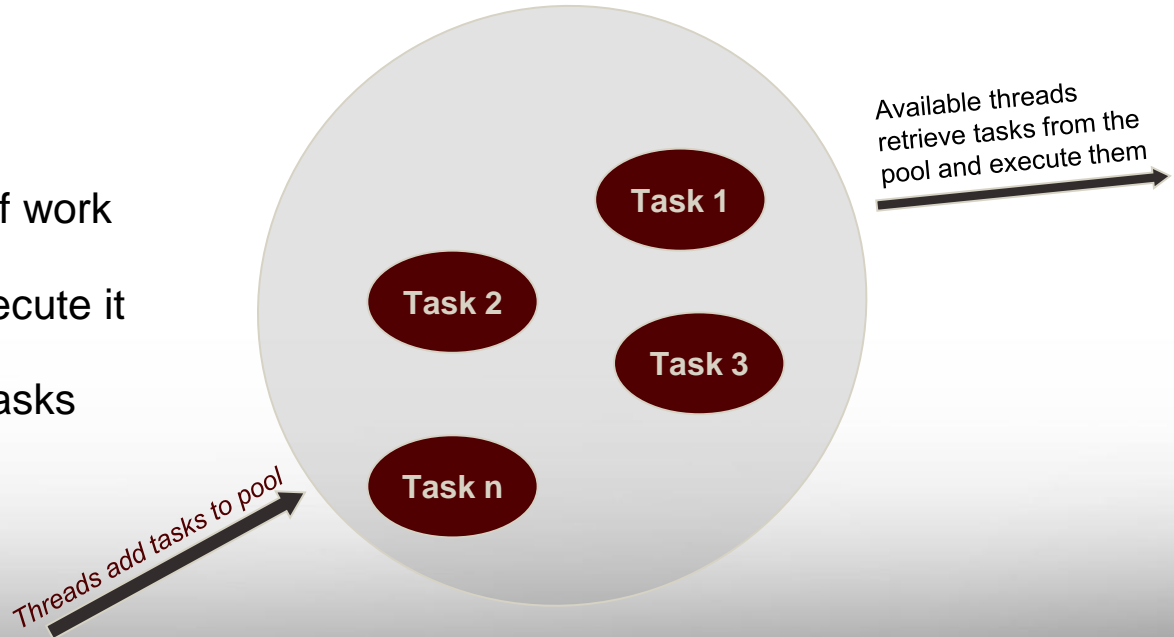 f work
ecute it
asks
Task 1
Task 2
Task 3
Task n
Threads add tasks to pool
Available threads
retrieve tasks from the
pool and execute them